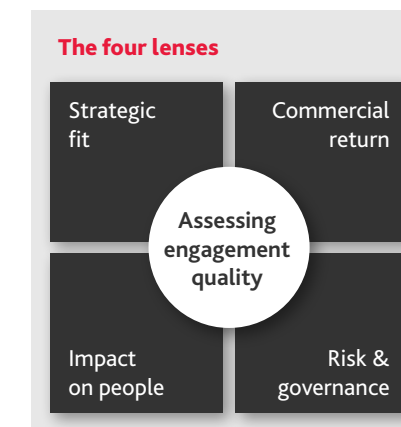 The four lenses
Strategic
fit
Commercial
return
Assessing
engagement
quality
Impact
on people
Risk &
governance